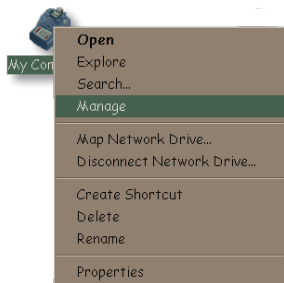 My Con
Open
Explore
Search...
Manage
Map Network Drive...
Disconnect Network Drive...
Create Shortcut
Delete
Rename
Properties